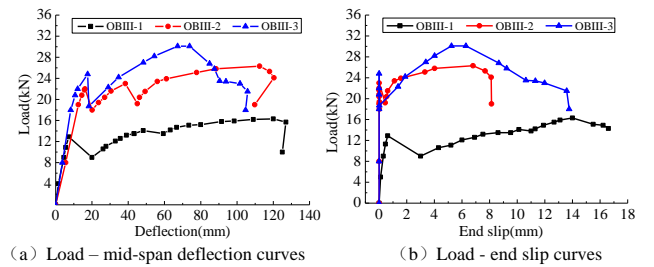 OBIII-1 OBIII-2 OBIII-3
Load(kN)
36
32
28
24
20
16
12
8
4
0
0 20 40 60 80 100 120 140
Deflection(mm)
(a) Load – mid-span deflection curves
OBIII-1 OBIII-2 OBIII-3
Load(kN)
36
32
28
24
20
16
12
8
4
0
0 2 4 6 8 10 12 14 16 18
End slip(mm)
(b) Load - end slip curves